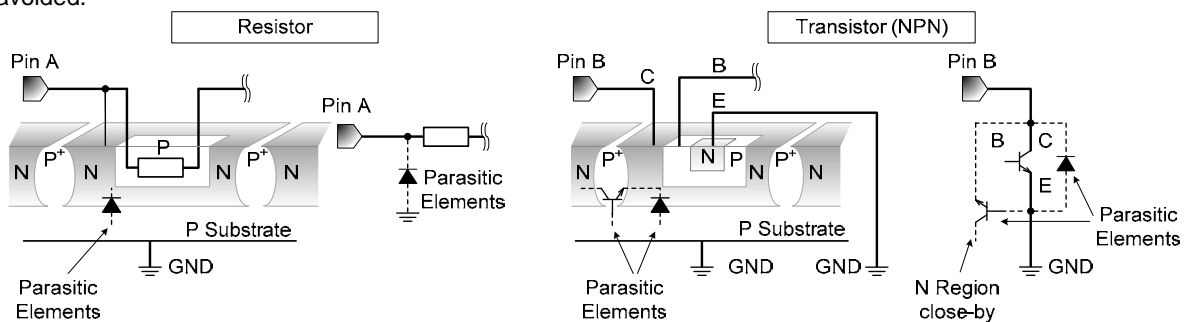 avoided.
Resistor
Transistor (NPN)
Pin A
Pin A
N
P+
N
P
N
P+
N
Parasitic
Elements
P Substrate
GND
Parasitic
Elements
Pin B
C
B
E
N
P+
N
N
P
N
P+
N
P Substrate
GND
GND
Parasitic
Elements
Pin B
B
C
E
Parasitic
Elements
GND
N Region
close-by